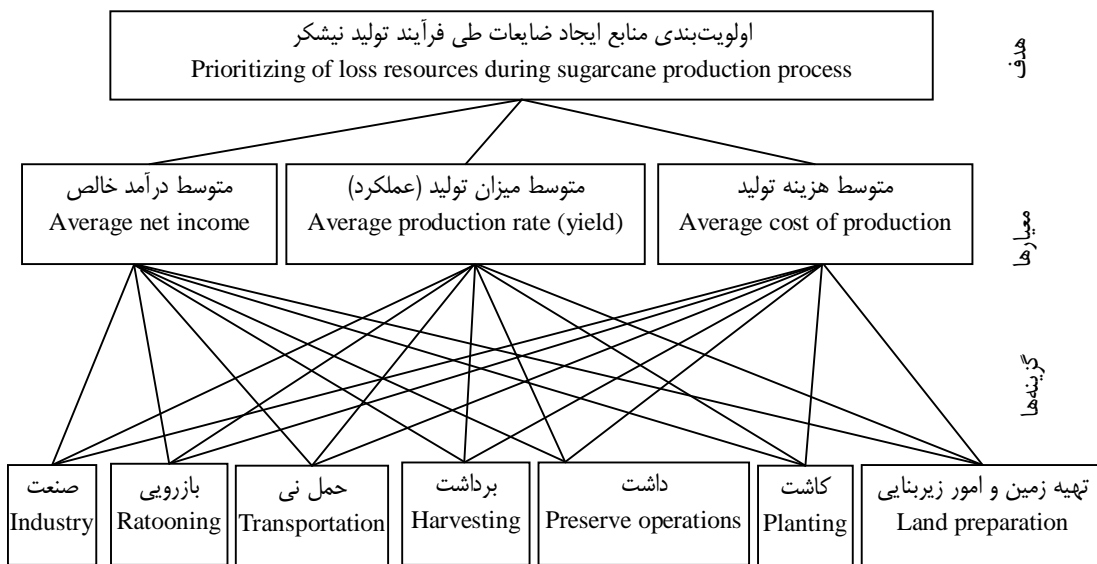 اولویت‌بندی منابع ایجاد ضایعات طی فرآیند تولید نیشکر
Prioritizing of loss resources during sugarcane production process
هدف
متوسط هزینه تولید
Average cost of production
متوسط میزان تولید (عملکرد)
Average production rate (yield)
متوسط درآمد خالص
Average net income
معیارها
گزینه‌ها
تهیه زمین و امور زیربنایی
Land preparation
کاشت
Planting
داشت
Preserve operations
برداشت
Harvesting
حمل نی
Transportation
بازرویی
Ratooning
صنعت
Industry